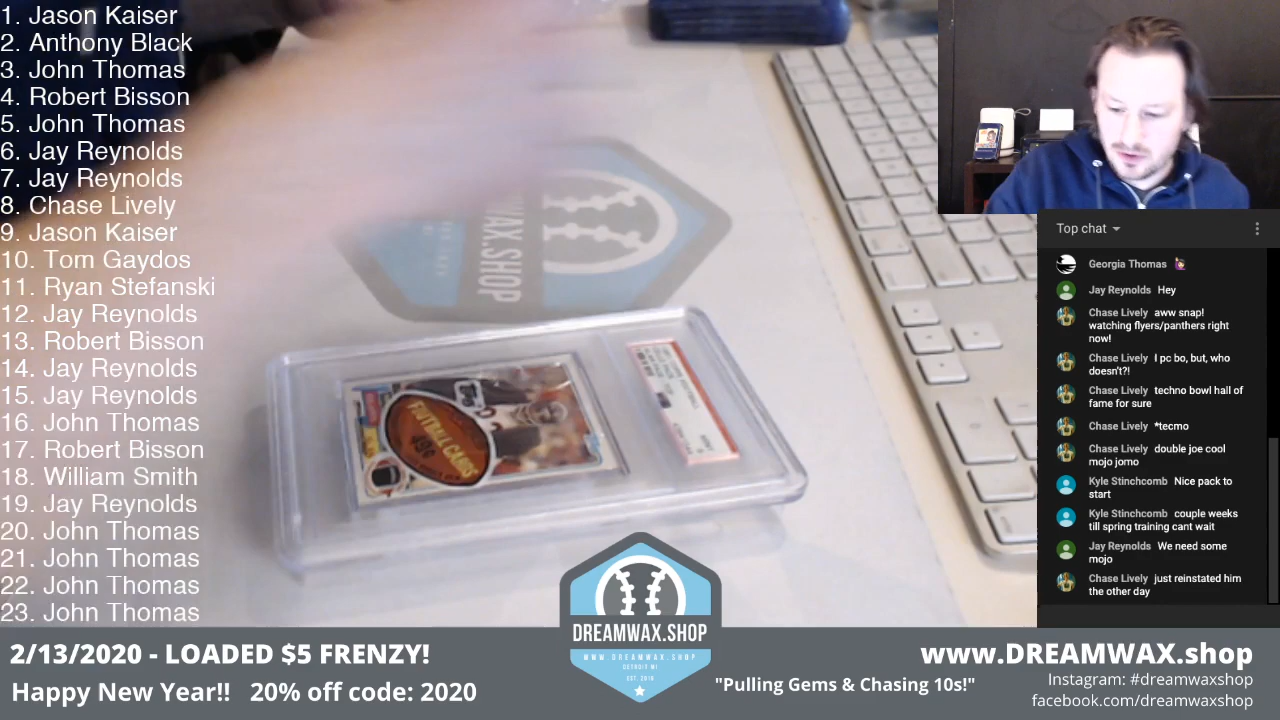 1. Jason Kaiser
2. Anthony Black
3. John Thomas
4. Robert Bisson
5. John Thomas
6. Jay Reynolds
7. Jay Reynolds
8. Chase Lively
9. Jason Kaiser
10. Tom Gaydos
11. Ryan Stefanski
12. Jay Reynolds
13. Robert Bisson
14. Jay Reynolds
15. Jay Reynolds
16. John Thomas
17. Robert Bisson
18. William Smith
19. Jay Reynolds
20. John Thomas
21. John Thomas
22. John Thomas
23. John Thomas
WAX.SHOP
FOOTBALL CARDS
49¢
Top chat
Georgia Thomas
Jay Reynolds Hey
Chase Lively aww snap!
watching flyers/panthers right
now!
Chase Lively I pc bo, but, who
doesn't?!
Chase Lively techno bowl hall of
fame for sure
Chase Lively *tecmo
Chase Lively double joe cool
mojo jomo
Kyle Stinchcomb Nice pack to
start
Kyle Stinchcomb couple weeks
till spring training cant wait
Jay Reynolds We need some
mojo
Chase Lively just reinstated him
the other day
2/13/2020 - LOADED $5 FRENZY!
Happy New Year!! 20% off code: 2020
DREAMWAX.SHOP
WWW.DREAMWAX.SHOP
DETROIT MI
EST. 2018
"Pulling Gems & Chasing 10s!"
www.DREAMWAX.shop
Instagram: #dreamwaxshop
facebook.com/dreamwaxshop